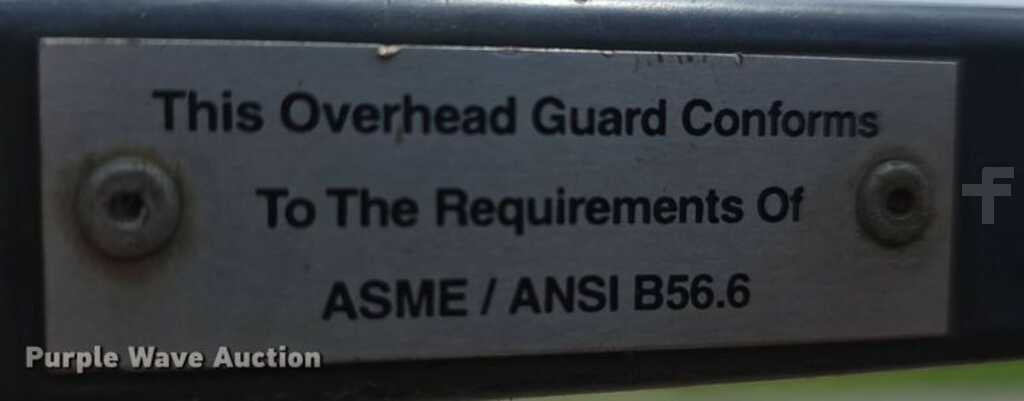 This Overhead Guard Conforms
To The Requirements Of
ASME / ANSI B56.6
Purple Wave Auction
f